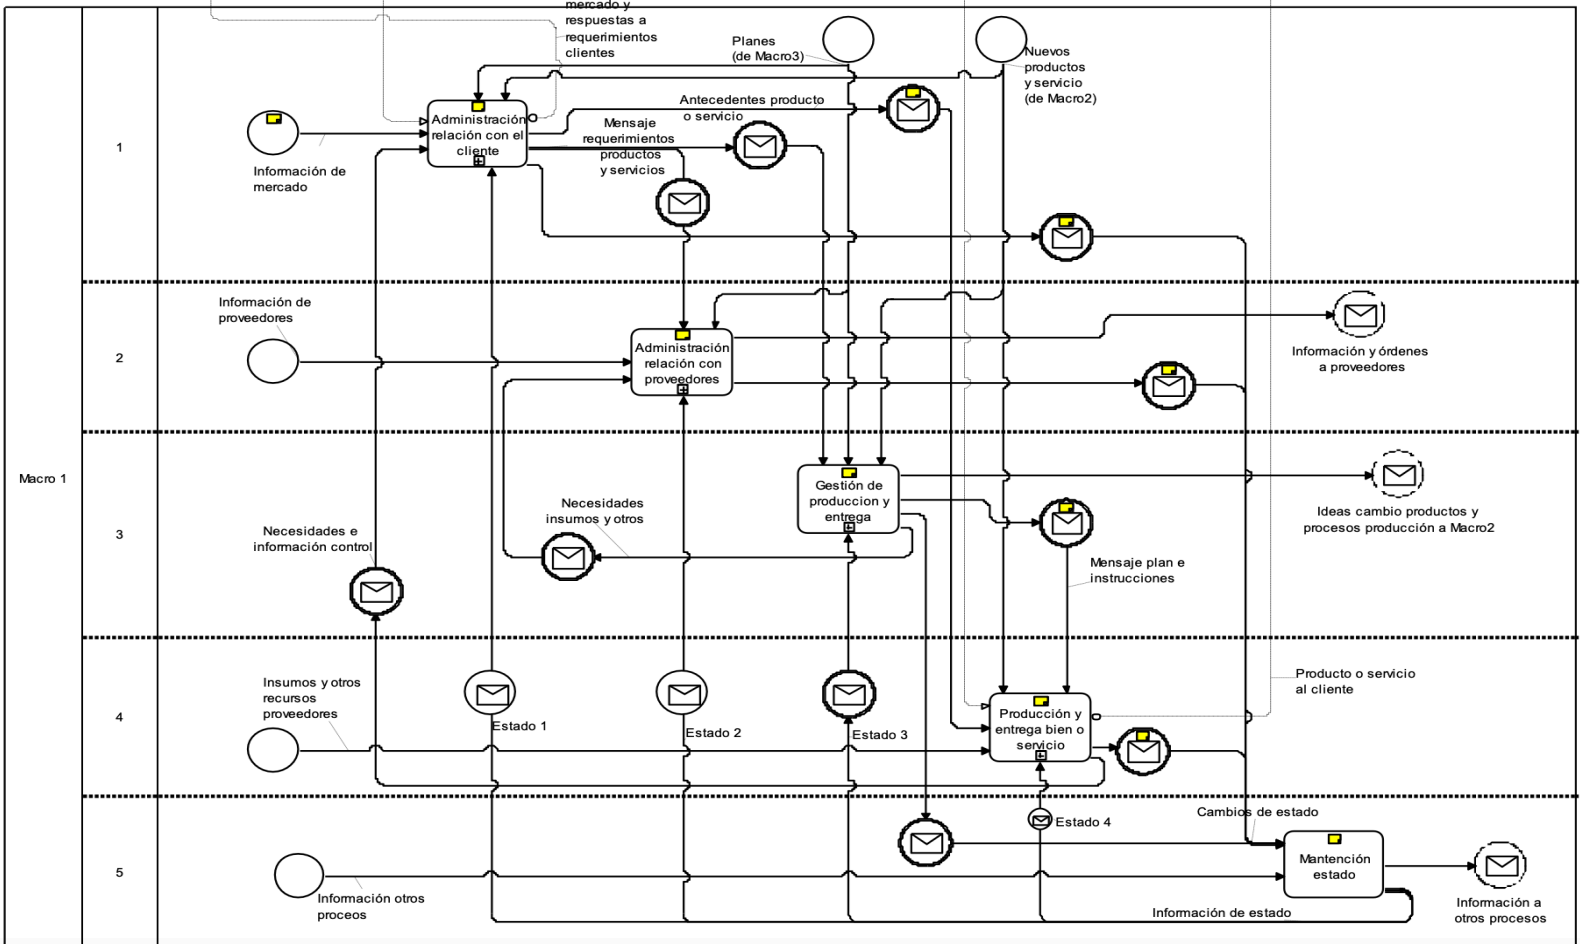 mercado y
respuestas a
requerimientos
clientes
Planes
(de Macro3)
Nuevos
productos
y servicio
(de Macro2)
Antecedentes producto
o servicio
Administración
relación con el
cliente
Mensaje
requerimientos
productos
y servicios
1
Información de
mercado
Información de
proveedores
2
Administración
relación con
proveedores
Información y órdenes
a proveedores
Macro 1
3
Gestión de
produccion y
entrega
Necesidades
insumos y otros
Ideas cambio productos y
procesos producción a Macro2
Necesidades e
información control
Mensaje plan e
instrucciones
4
Insumos y otros
recursos
proveedores
Estado 1
Estado 2
Estado 3
Producción y
entrega bien o
servicio
Producto o servicio
al cliente
5
Estado 4
Cambios de estado
Mantención
estado
Información otros
proceos
Información de estado
Información a
otros procesos